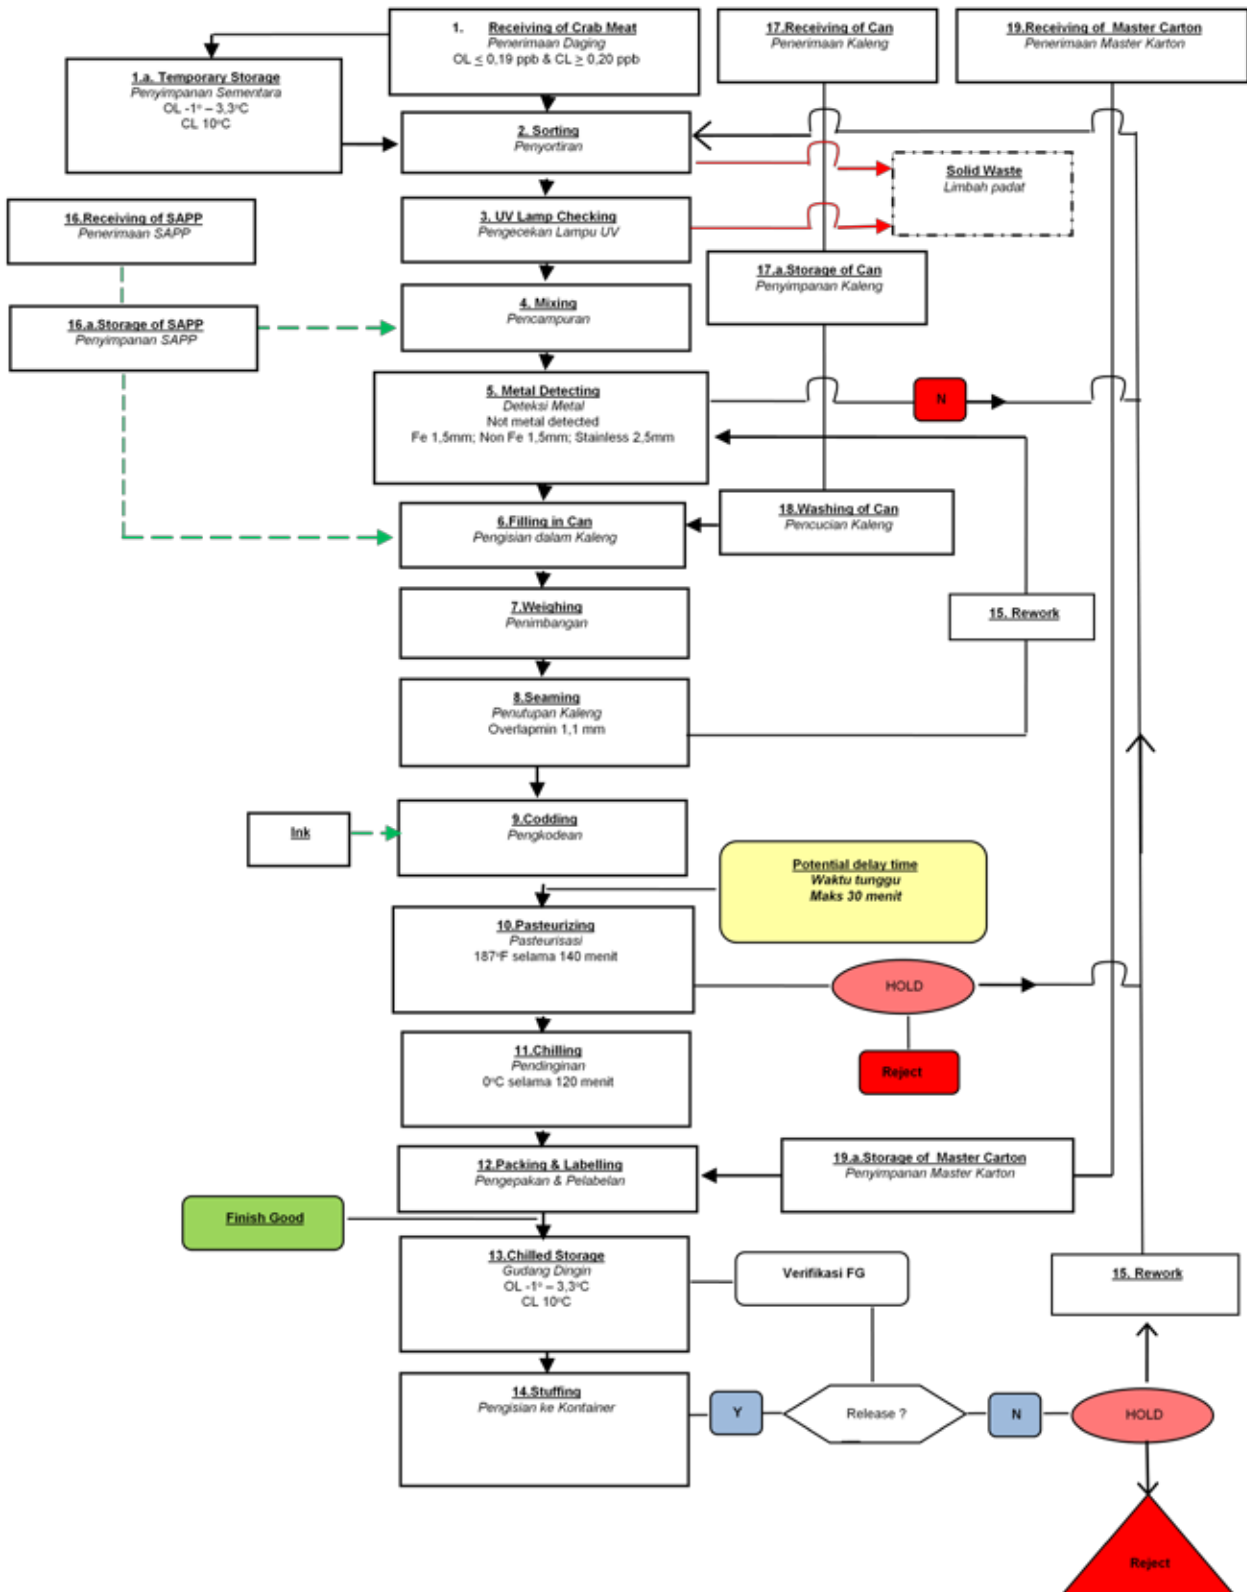 1. Receiving of Crab Meat
Penerimaan Daging
OL ≤ 0,19 ppb & CL ≥ 0,20 ppb
17.Receiving of Can
Penerimaan Kaleng
19.Receiving of Master Carton
Penerimaan Master Karton
1.a. Temporary Storage
Penyimpanan Sementara
OL -1° – 3,3°C
CL 10°C
2. Sorting
Penyortiran
Solid Waste
Limbah padat
16.Receiving of SAPP
Penerimaan SAPP
3. UV Lamp Checking
Pengecekan Lampu UV
17.a.Storage of Can
Penyimpanan Kaleng
16.a.Storage of SAPP
Penyimpanan SAPP
4. Mixing
Pencampuran
5. Metal Detecting
Deteksi Metal
Not metal detected
Fe 1,5mm; Non Fe 1,5mm; Stainless 2,5mm
N
6.Filling in Can
Pengisian dalam Kaleng
18.Washing of Can
Pencucian Kaleng
7.Weighing
Penimbangan
15. Rework
8.Seaming
Penutupan Kaleng
Overlapmin 1,1 mm
Ink
9.Codding
Pengkodean
Potential delay time
Waktu tunggu
Maks 30 menit
10.Pasteurizing
Pasteurisasi
187°F selama 140 menit
HOLD
Reject
11.Chilling
Pendinginan
0°C selama 120 menit
12.Packing & Labelling
Pengepakan & Pelabelan
19.a.Storage of Master Carton
Penyimpanan Master Karton
Finish Good
13.Chilled Storage
Gudang Dingin
OL -1° – 3,3°C
CL 10°C
Verifikasi FG
15. Rework
14.Stuffing
Pengisian ke Kontainer
Y
Release ?
N
HOLD
Reject